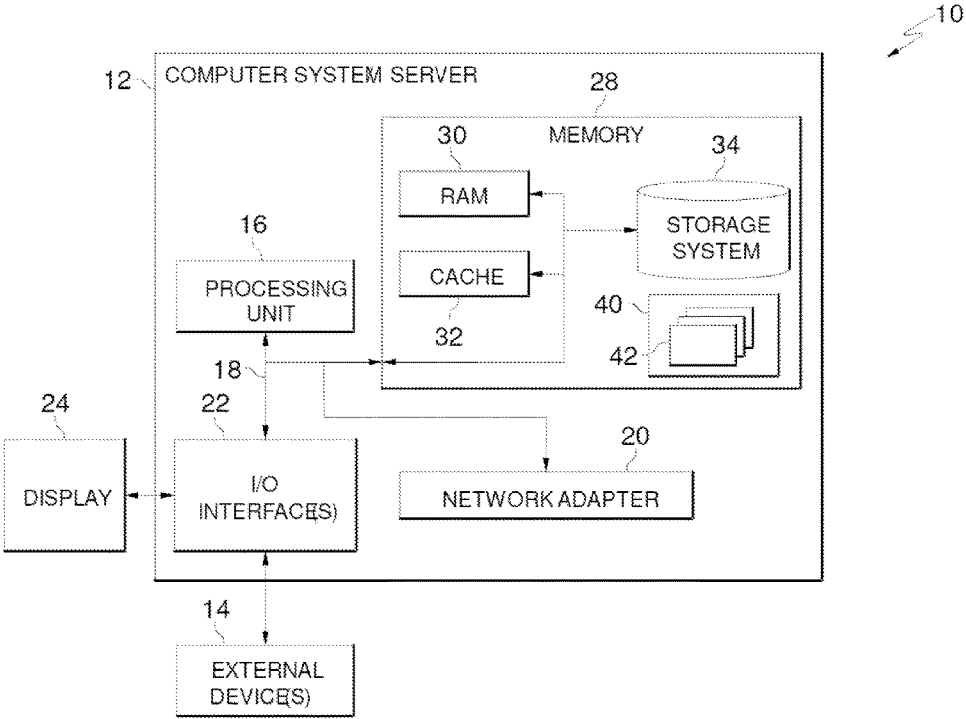 10
12
COMPUTER SYSTEM SERVER
28
MEMORY
30
RAM
34
STORAGE
SYSTEM
16
PROCESSING
UNIT
CACHE
32
40
42
18
24
DISPLAY
22
I/O
INTERFACE(S)
20
NETWORK ADAPTER
14
EXTERNAL
DEVICE(S)